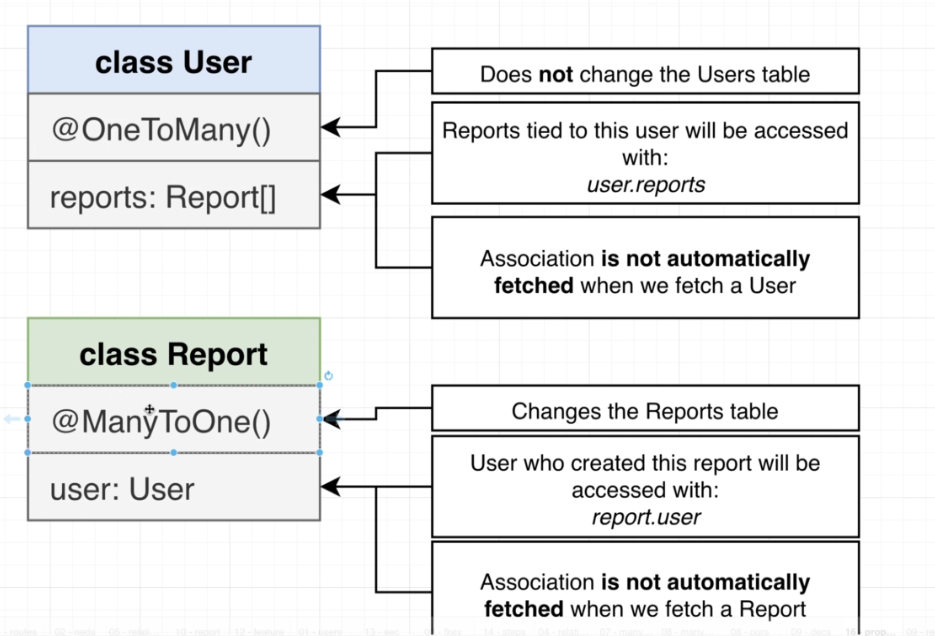 class User
@OneToMany()
reports: Report[]
Does not change the Users table
Reports tied to this user will be accessed
with:
user.reports
Association is not automatically
fetched when we fetch a User
class Report
@ManyToOne()
user: User
Changes the Reports table
User who created this report will be
accessed with:
report.user
Association is not automatically
fetched when we fetch a Report